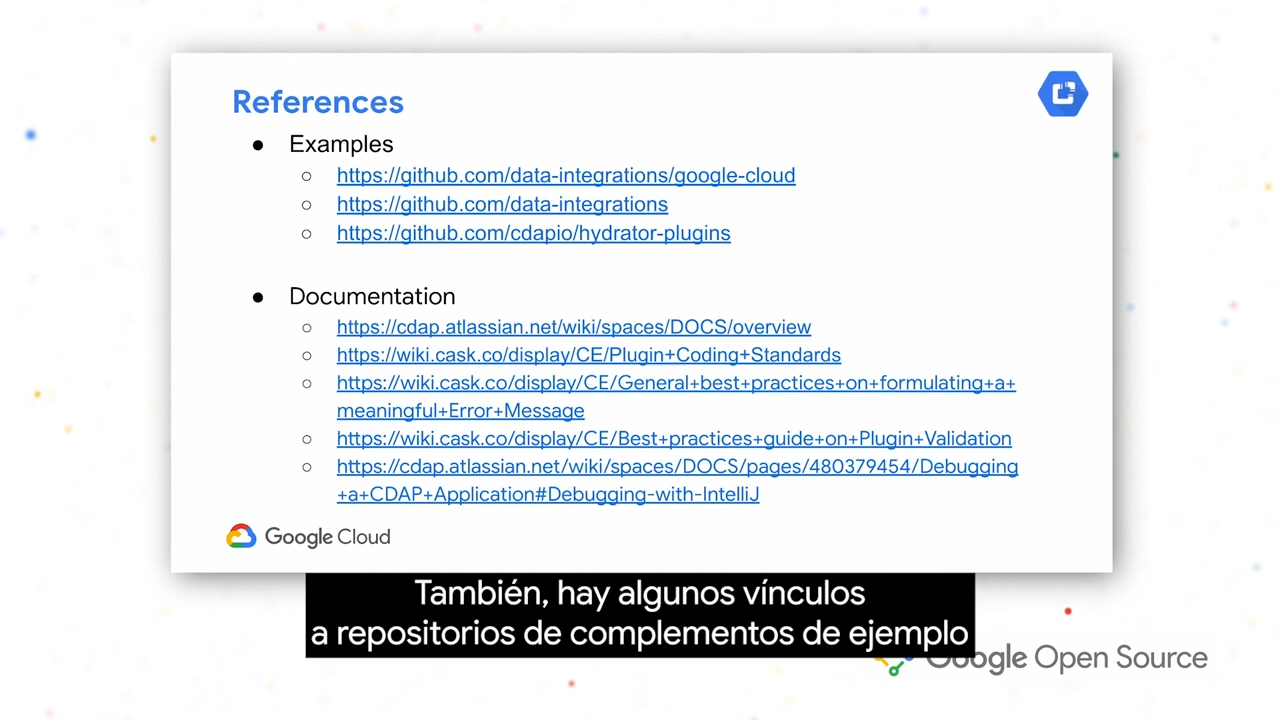 References
● Examples
○ https://github.com/data-integrations/google-cloud
○ https://github.com/data-integrations
○ https://github.com/cdapio/hydrator-plugins
● Documentation
○ https://cdap.atlassian.net/wiki/spaces/DOCS/overview
○ https://wiki.cask.co/display/CE/Plugin+Coding+Standards
○ https://wiki.cask.co/display/CE/General+best+practices+on+formulating+a+
meaningful+Error+Message
○ https://wiki.cask.co/display/CE/Best+practices+guide+on+Plugin+Validation
○ https://cdap.atlassian.net/wiki/spaces/DOCS/pages/480379454/Debugging
+a+CDAP+Application#Debugging-with-IntelliJ
Google Cloud
También, hay algunos vínculos
a repositorios de complementos de ejemplo
Google Open Source